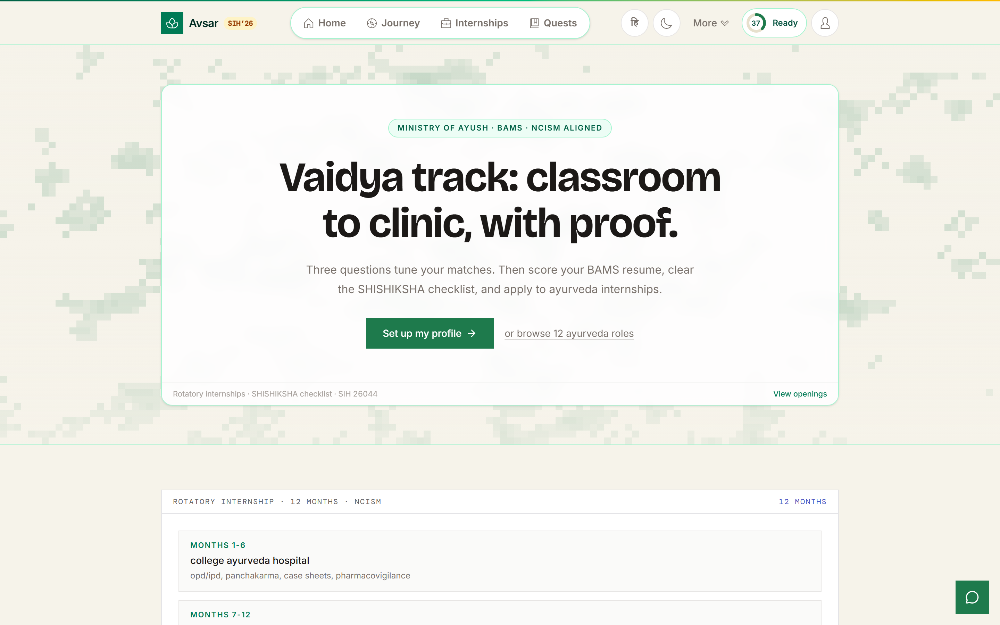 Avsar SIH’26 Home Journey Internships Quests हि More 37 Ready
MINISTRY OF AYUSH · BAMS · NCISM ALIGNED
Vaidya track: classroom
to clinic, with proof.
Three questions tune your matches. Then score your BAMS resume, clear
the SHISHIKSHA checklist, and apply to ayurveda internships.
Set up my profile → or browse 12 ayurveda roles
Rotatory internships · SHISHIKSHA checklist · SIH 26044 View openings
ROTATORY INTERNSHIP · 12 MONTHS · NCISM 12 MONTHS
MONTHS 1-6
college ayurveda hospital
opd/ipd, panchakarma, case sheets, pharmacovigilance
MONTHS 7-12